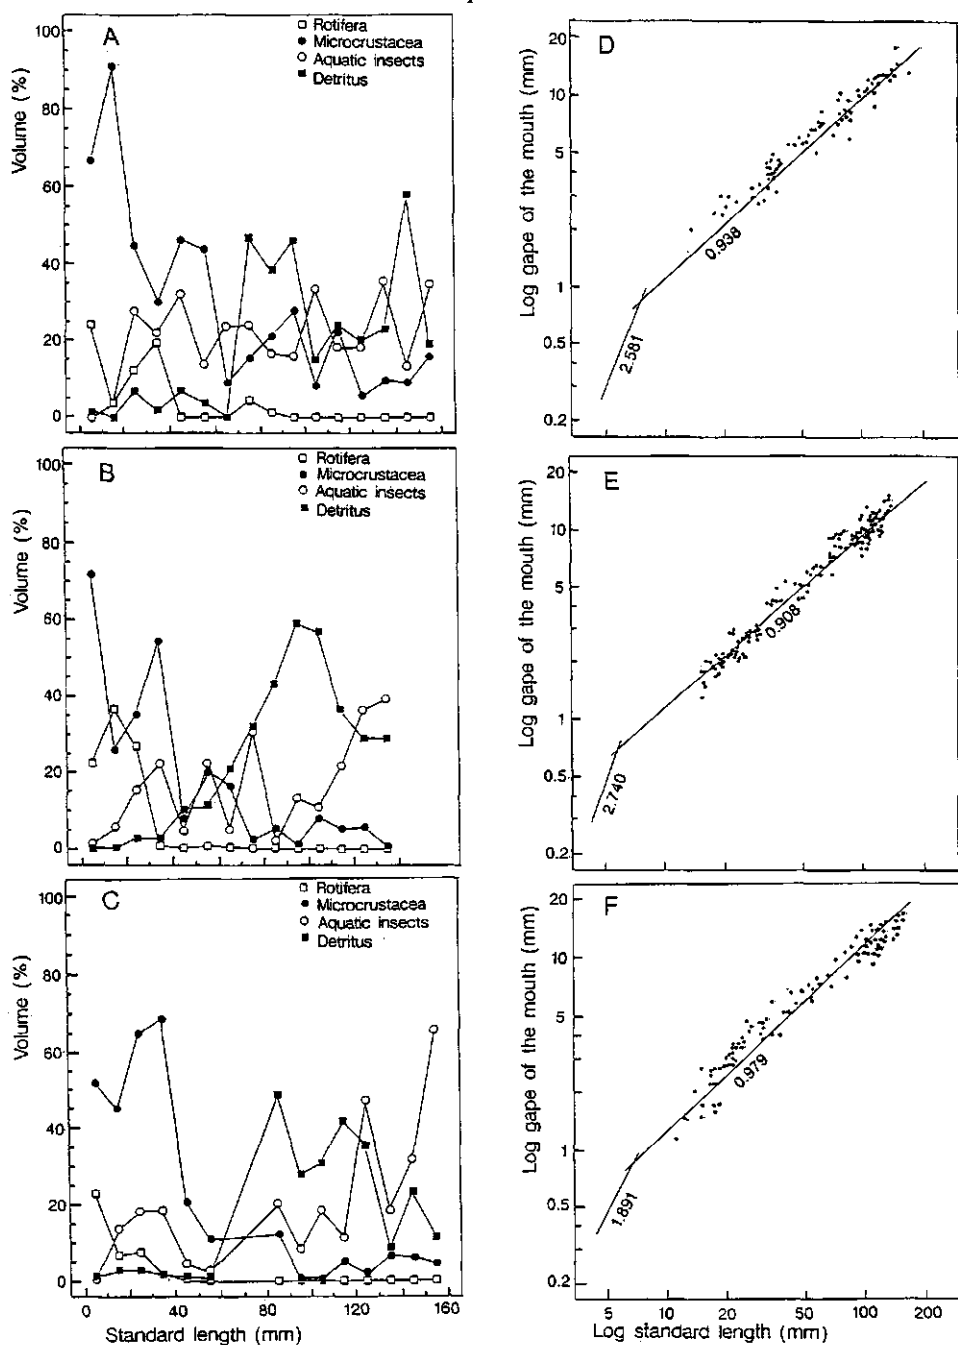 A
Rotifera
Microcrustacea
Aquatic insects
Detritus
Volume (%)
100
80
60
40
20
0
B
Rotifera
Microcrustacea
Aquatic insects
Detritus
Volume (%)
100
80
60
40
20
0
C
Rotifera
Microcrustacea
Aquatic insects
Detritus
Volume (%)
100
80
60
40
20
0
0 40 80 120 160
Standard length (mm)
D
Log gape of the mouth (mm)
20
10
5
1
0.5
0.2
0.938
2.581
E
Log gape of the mouth (mm)
20
10
5
1
0.5
0.2
0.908
2.740
F
Log gape of the mouth (mm)
20
10
5
1
0.5
0.2
0.979
1.891
5 10 20 50 100 200
Log standard length (mm)